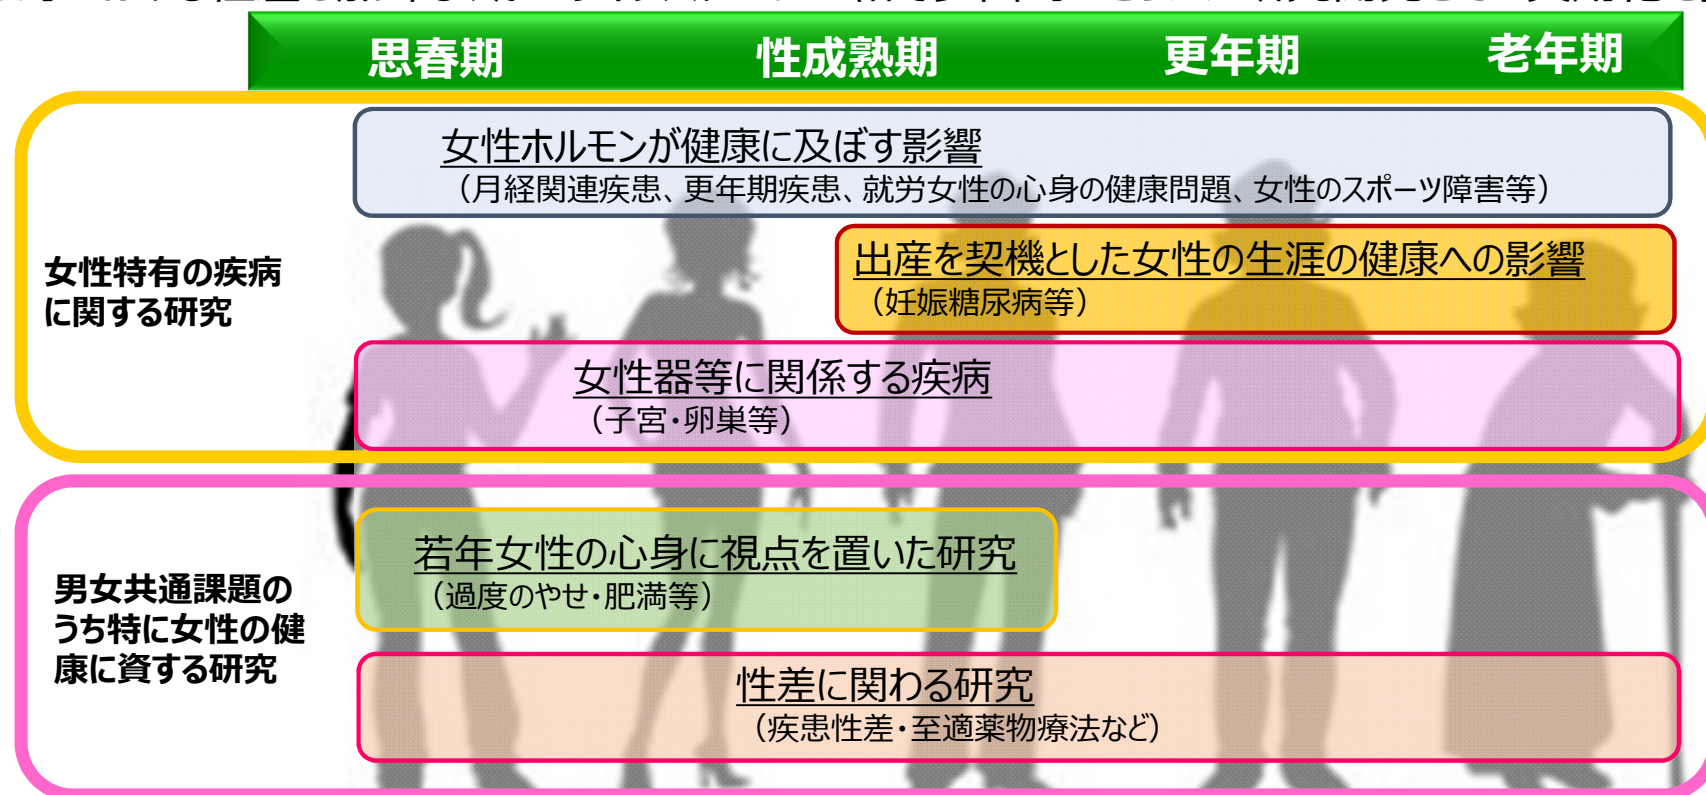 思春期 性成熟期 更年期 老年期
女性特有の疾病
に関する研究
女性ホルモンが健康に及ぼす影響
（月経関連疾患、更年期疾患、就労女性の心身の健康問題、女性のスポーツ障害等）
出産を契機とした女性の生涯の健康への影響
（妊娠糖尿病等）
女性器等に関係する疾病
（子宮・卵巣等）
男女共通課題の
うち特に女性の健
康に資する研究
若年女性の心身に視点を置いた研究
（過度のやせ・肥満等）
性差に関わる研究
（疾患性差・至適薬物療法など）